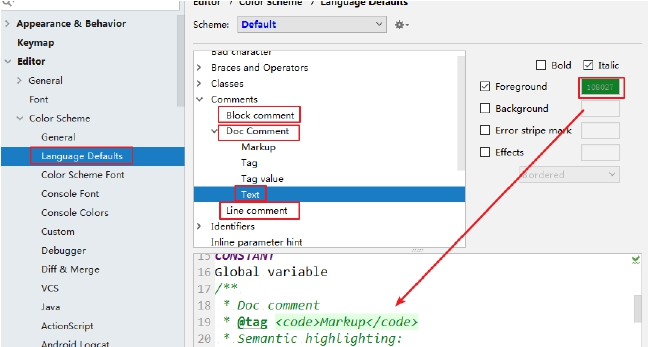 Editor › Color Scheme › Language Defaults
Appearance & Behavior
Keymap
Editor
General
Font
Color Scheme
General
Language Defaults
Color Scheme Font
Console Font
Console Colors
Custom
Debugger
Diff & Merge
VCS
Java
ActionScript
Android Logcat
Scheme: Default
Bad character
Braces and Operators
Classes
Comments
Block comment
Doc Comment
Markup
Tag
Tag value
Text
Line comment
Identifiers
Inline parameter hint
Bold Italic
Foreground
Background
Error stripe mark
Effects
Bordered
15 CONSTANT
16 Global variable
17 /**
18 * Doc comment
19 * @tag <code>Markup</code>
20 * Semantic highlighting: